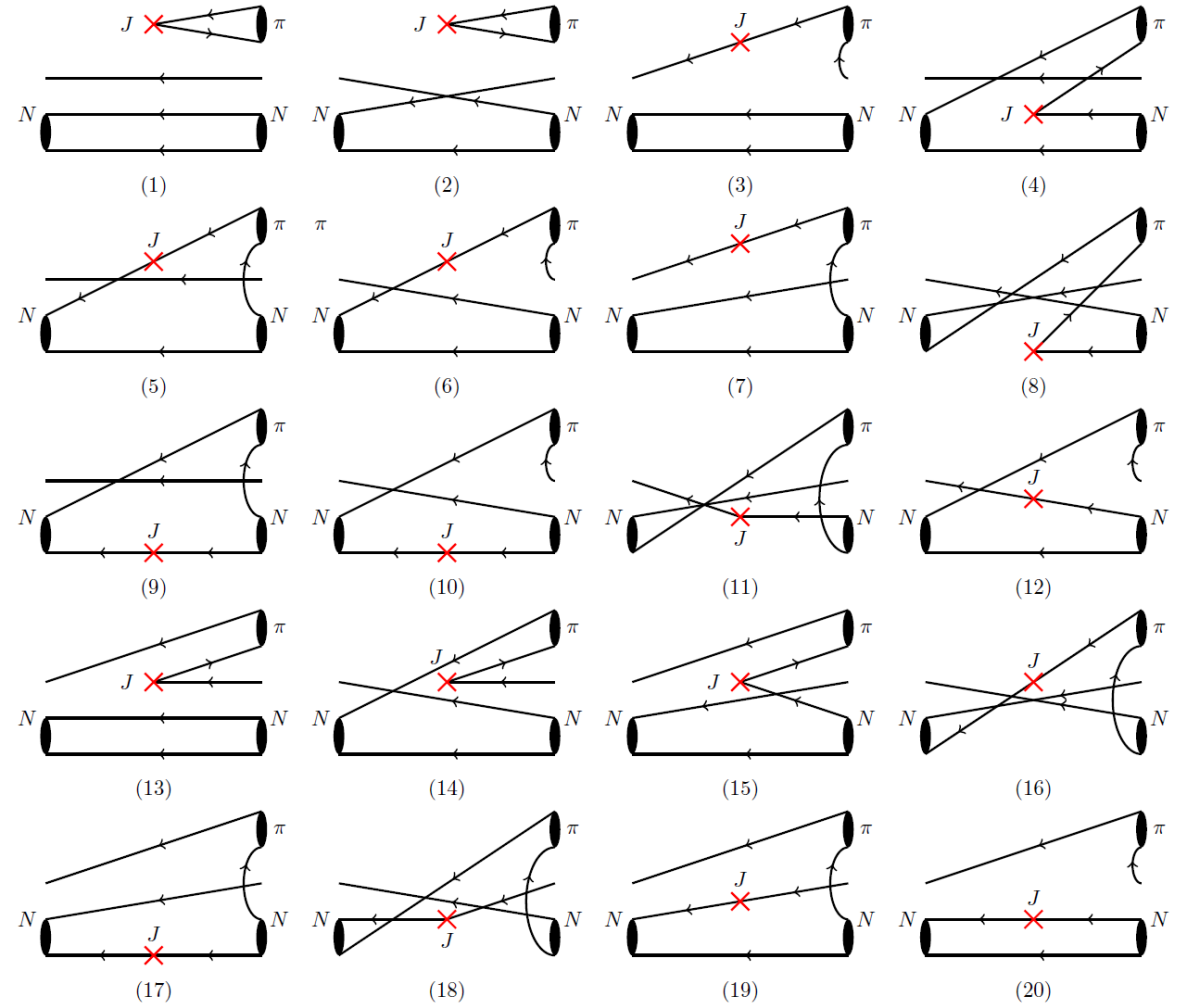 J π J π J π π
N N N N N N N J N
(1) (2) (3) (4)
π π π J π π
J J
N N N N N N N N
J
(5) (6) (7) (8)
π π π π
J
N N N N N N N N
J J J
(9) (10) (11) (12)
π π π π
J J
J J
N N N N N N N N
(13) (14) (15) (16)
π π π π
J J
N N N N N N N N
J J
(17) (18) (19) (20)